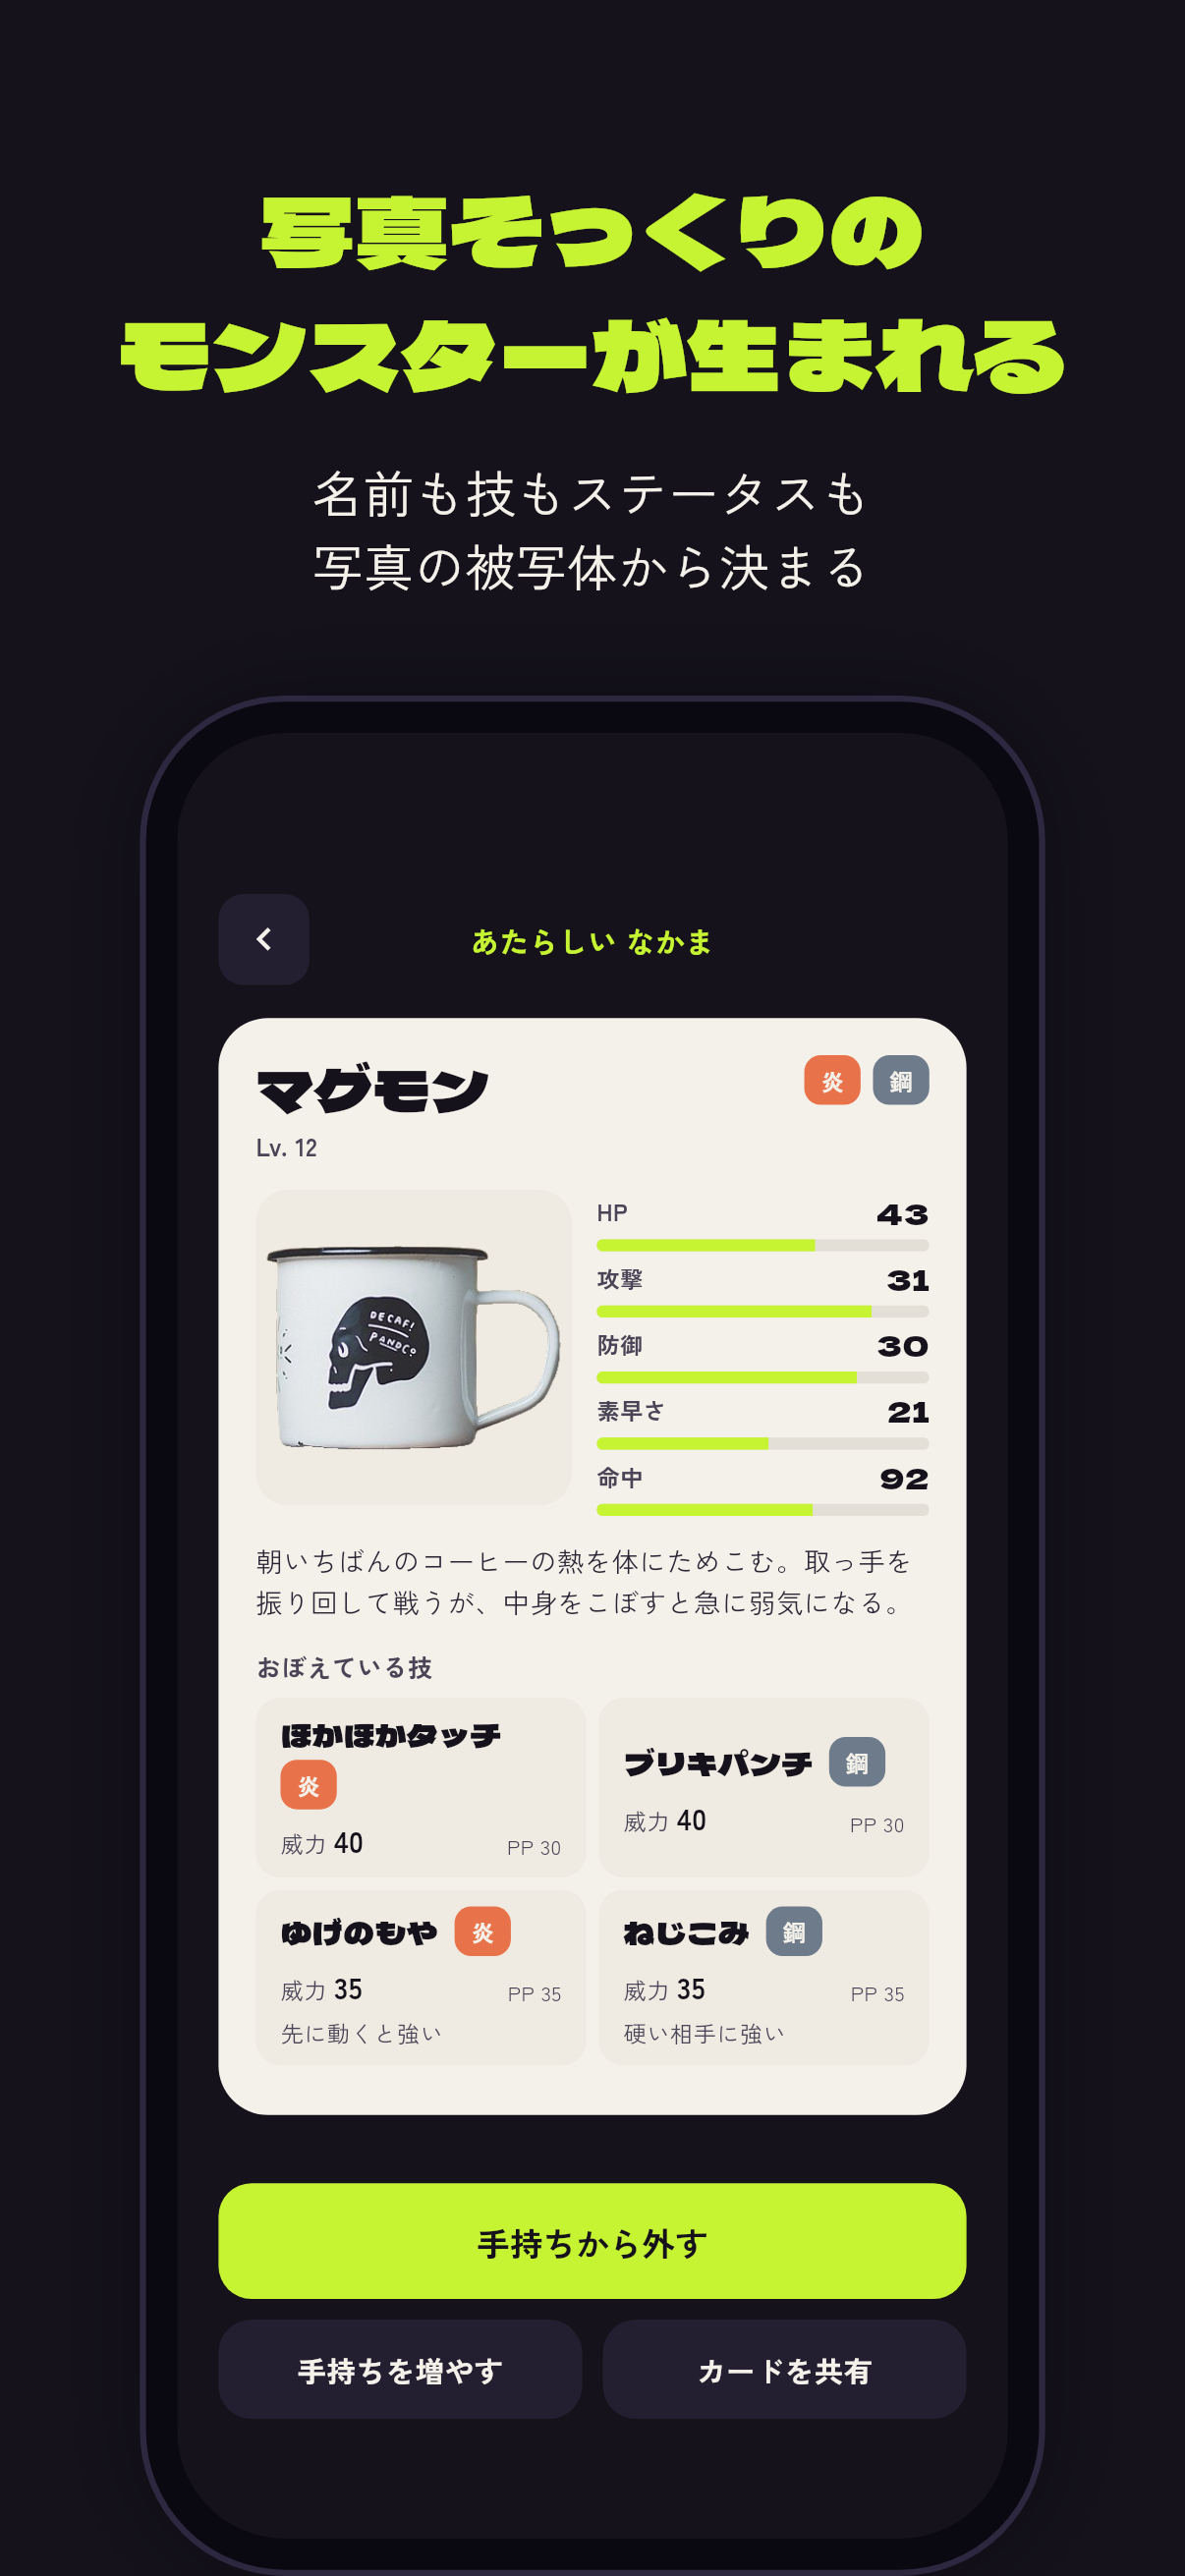 写真そっくりの
モンスターが生まれる
名前も技もステータスも
写真の被写体から決まる
あたらしい なかま
マグモン
炎 鋼
Lv. 12
DECAF!
PANDCO
HP 43
攻撃 31
防御 30
素早さ 21
命中 92
朝いちばんのコーヒーの熱を体にためこむ。取っ手を
振り回して戦うが、中身をこぼすと急に弱気になる。
おぼえている技
ほかほかタッチ
炎
威力 40 PP 30
ブリキパンチ 鋼
威力 40 PP 30
ゆげのもや 炎
威力 35 PP 35
先に動くと強い
ねじこみ 鋼
威力 35 PP 35
硬い相手に強い
手持ちから外す
手持ちを増やす
カードを共有